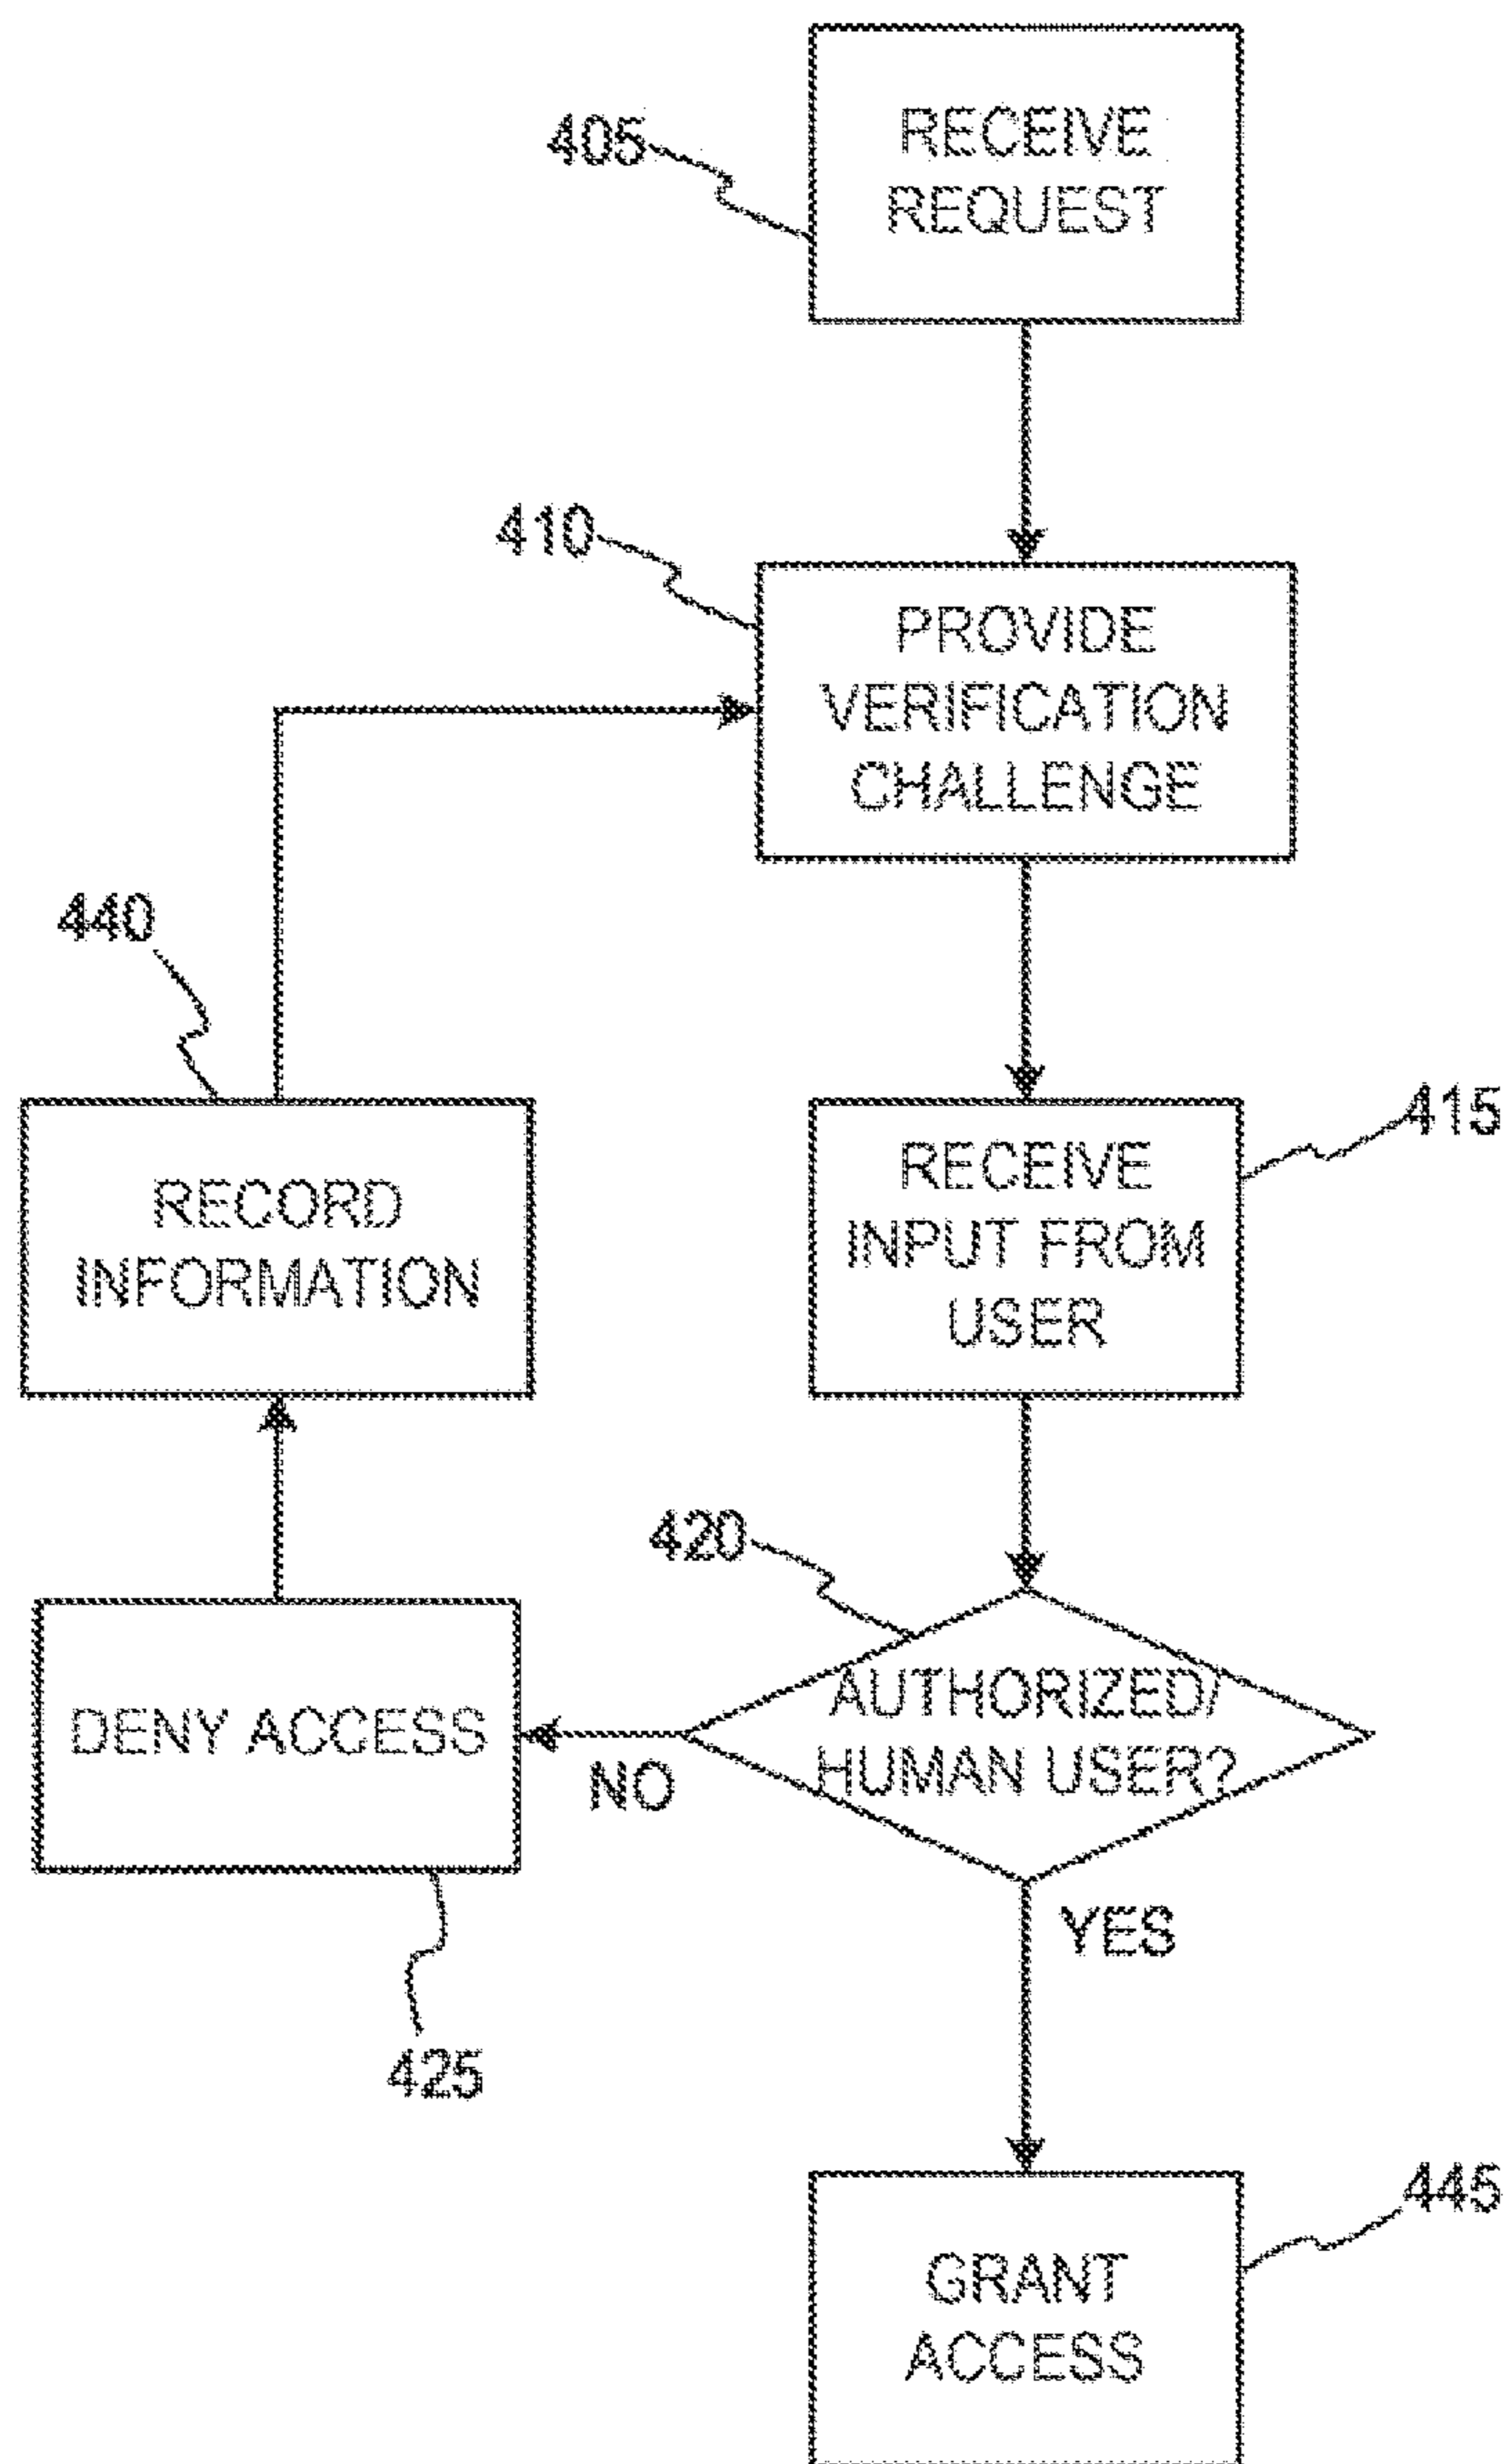 405
RECEIVE
REQUEST
410
PROVIDE
VERIFICATION
CHALLENGE
440
RECORD
INFORMATION
415
RECEIVE
INPUT FROM
USER
420
AUTHORIZED/
HUMAN USER?
NO
DENY ACCESS
425
YES
445
GRANT
ACCESS